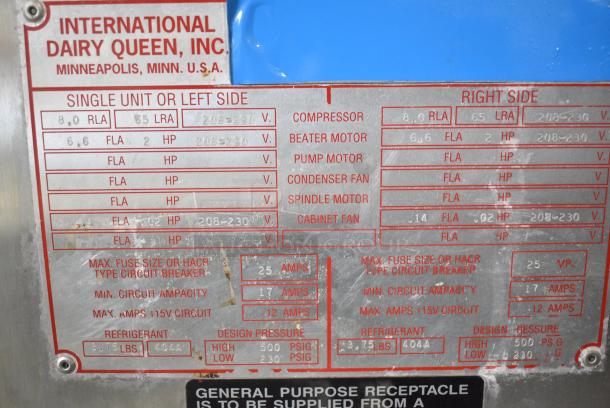 INTERNATIONAL
DAIRY QUEEN, INC.
MINNEAPOLIS, MINN. U.S.A.
SINGLE UNIT OR LEFT SIDE RIGHT SIDE
8.0 RLA 65 LRA 208-230 V. COMPRESSOR 8.0 RLA 65 LRA 208-230 V.
6.6 FLA 2 HP 208-230 V. BEATER MOTOR 6.6 FLA 2 HP 208-230 V.
FLA HP V. PUMP MOTOR FLA HP V.
FLA HP V. CONDENSER FAN FLA HP V.
FLA HP V. SPINDLE MOTOR FLA HP V.
.14 FLA .02 HP 208-230 V. CABINET FAN .14 FLA .02 HP 208-230 V.
FLA HP V. FLA HP V.
MAX. FUSE SIZE OR HACR MAX. FUSE SIZE OR HACR
TYPE CIRCUIT BREAKER 25 AMPS TYPE CIRCUIT BREAKER 25
MIN. CIRCUIT AMPACITY 17 AMPS MIN. CIRCUIT AMPACITY 17 AMPS
MAX. AMPS 115V CIRCUIT 12 AMPS MAX. AMPS 115V CIRCUIT 12 AMPS
REFRIGERANT DESIGN PRESSURE REFRIGERANT DESIGN PRESSURE
LBS 404A HIGH 500 PSIG 3.75 LBS 404A HIGH 500 PSIG
LOW 230 PSIG LOW 230
GENERAL PURPOSE RECEPTACLE
IS TO BE SUPPLIED FROM A